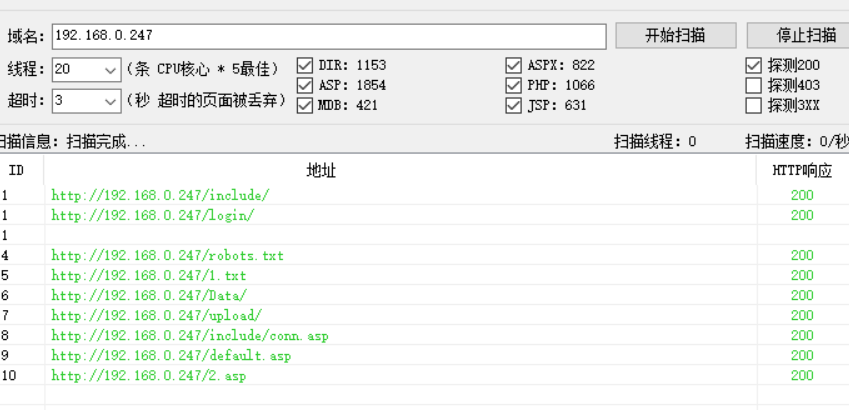 域名: 192.168.0.247 开始扫描 停止扫描
线程: 20 (条 CPU核心 * 5最佳) DIR: 1153 ASPX: 822 探测200
ASP: 1854 PHP: 1066 探测403
超时: 3 (秒 超时的页面被丢弃) MDB: 421 JSP: 631 探测3XX
扫描信息: 扫描完成... 扫描线程: 0 扫描速度: 0/秒
ID 地址 HTTP响应
1 http://192.168.0.247/include/ 200
1 http://192.168.0.247/login/ 200
1
4 http://192.168.0.247/robots.txt 200
5 http://192.168.0.247/1.txt 200
6 http://192.168.0.247/Data/ 200
7 http://192.168.0.247/upload/ 200
8 http://192.168.0.247/include/conn.asp 200
9 http://192.168.0.247/default.asp 200
10 http://192.168.0.247/2.asp 200